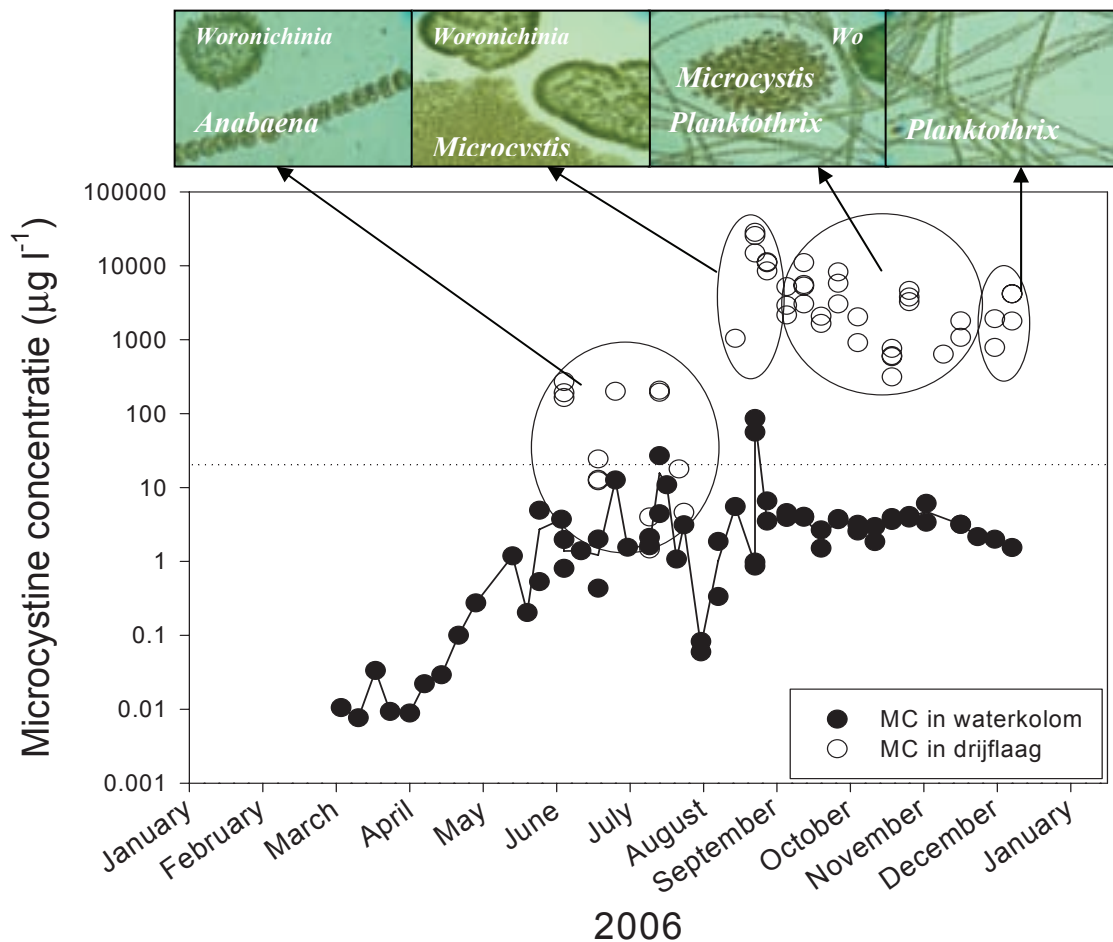 Woronichinia
Anabaena
Woronichinia
Microcystis
Wo
Microcystis
Planktothrix
Planktothrix
Microcystine concentratie (µg l⁻¹)
100000
10000
1000
100
10
1
0.1
0.01
0.001
MC in waterkolom
MC in drijflaag
January
February
March
April
May
June
July
August
September
October
November
December
January
2006